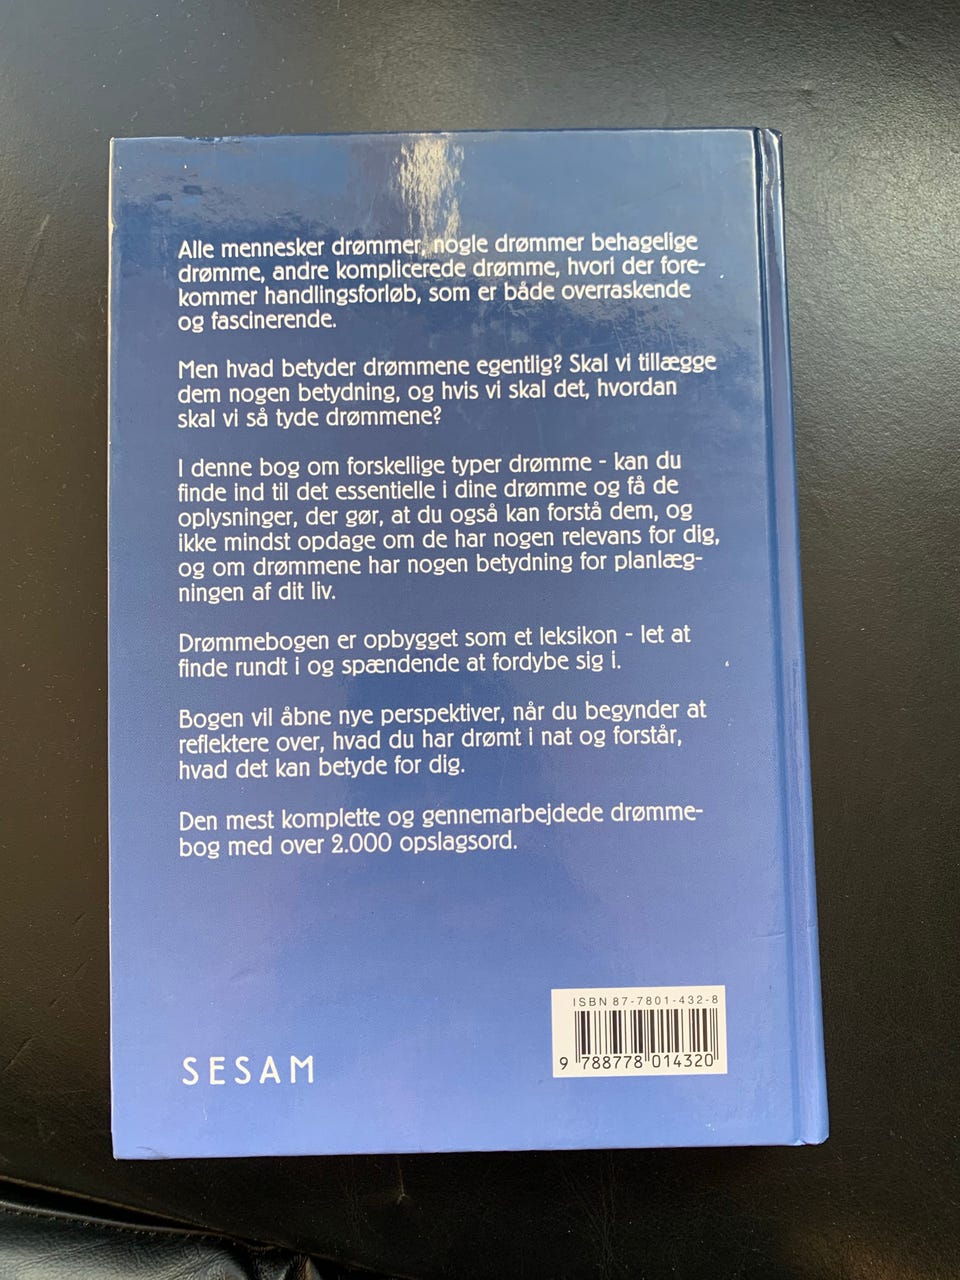 Alle mennesker drømmer, nogle drømmer behagelige
drømme, andre komplicerede drømme, hvori der fore-
kommer handlingsforløb, som er både overraskende
og fascinerende.
Men hvad betyder drømmene egentlig? Skal vi tillægge
dem nogen betydning, og hvis vi skal det, hvordan
skal vi så tyde drømmene?
I denne bog om forskellige typer drømme - kan du
finde ind til det essentielle i dine drømme og få de
oplysninger, der gør, at du også kan forstå dem, og
ikke mindst opdage om de har nogen relevans for dig,
og om drømmene har nogen betydning for planlæg-
ningen af dit liv.
Drømmebogen er opbygget som et leksikon - let at
finde rundt i og spændende at fordybe sig i.
Bogen vil åbne nye perspektiver, når du begynder at
reflektere over, hvad du har drømt i nat og forstår,
hvad det kan betyde for dig.
Den mest komplette og gennemarbejdede drømme-
bog med over 2.000 opslagsord.
ISBN 87-7801-432-8
9 788778 014320
SESAM